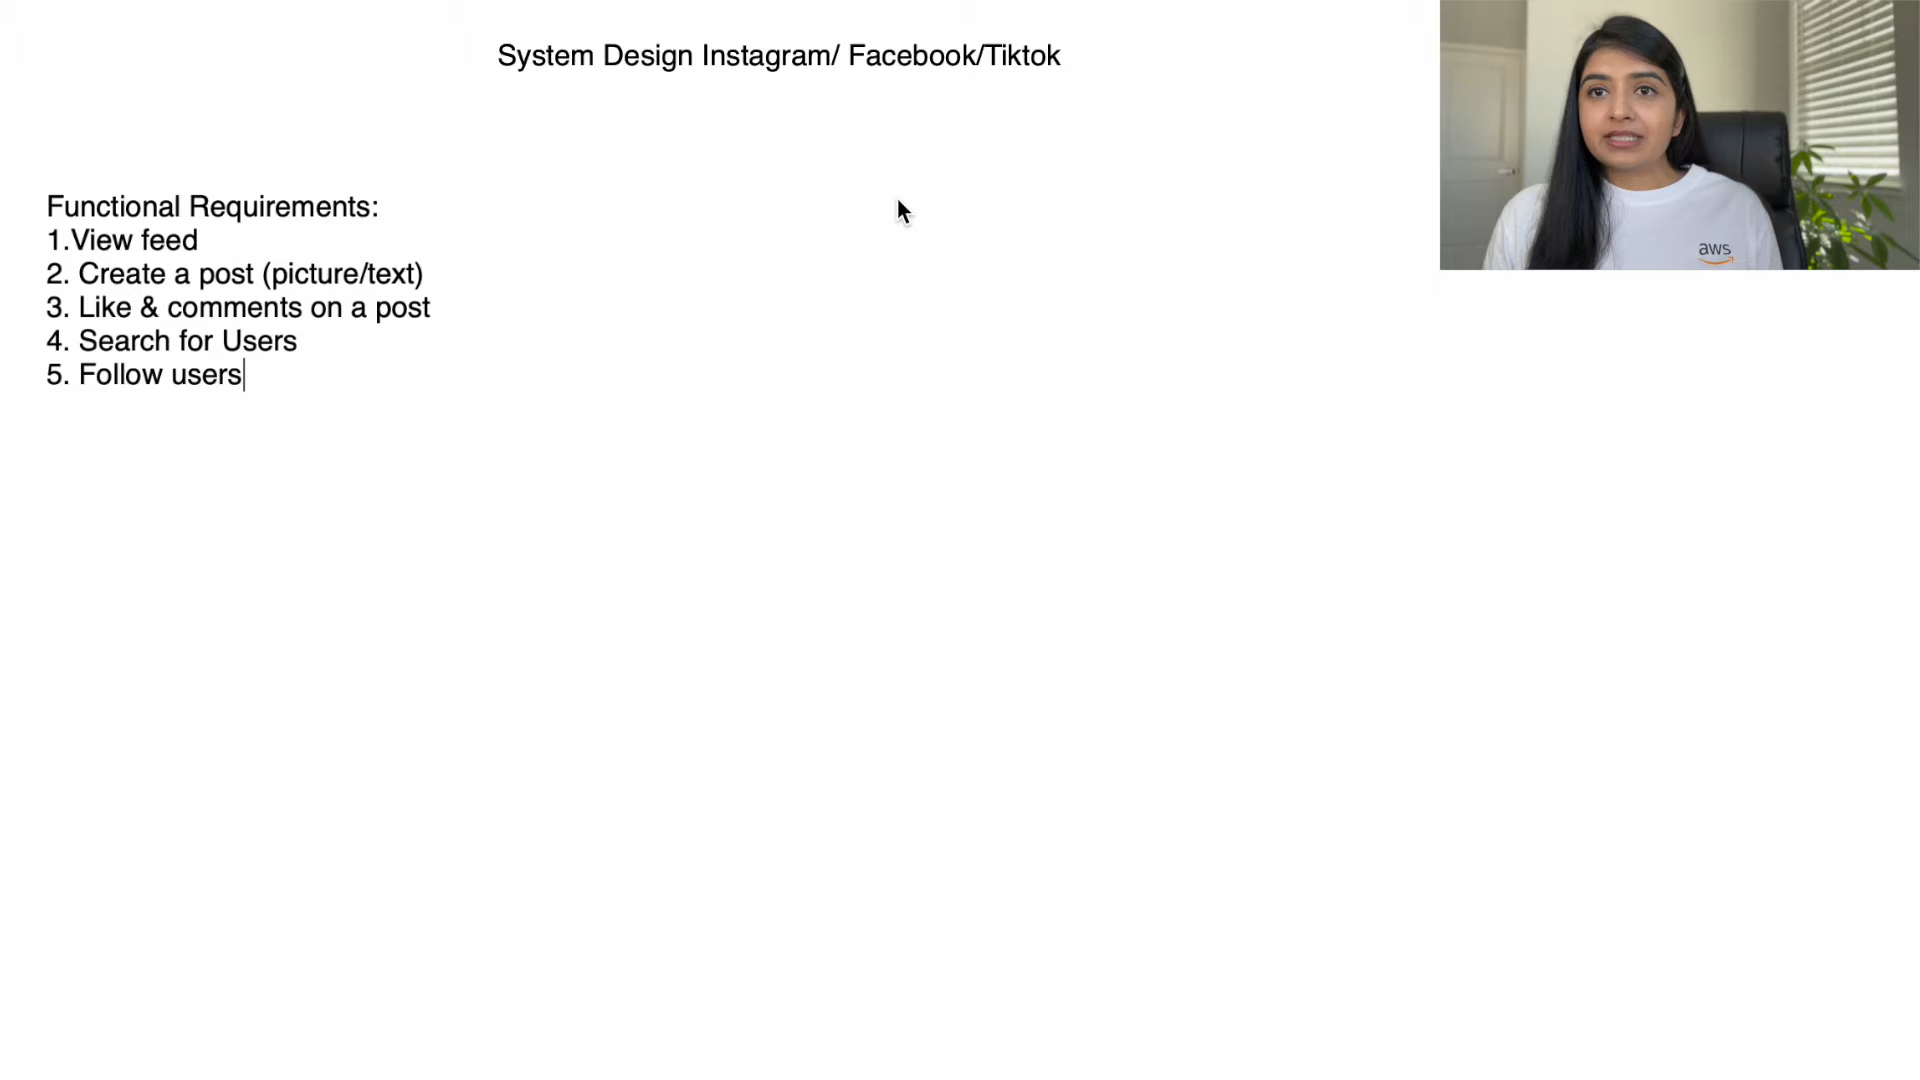 System Design Instagram/ Facebook/Tiktok
aws
Functional Requirements:
1.View feed
2. Create a post (picture/text)
3. Like & comments on a post
4. Search for Users
5. Follow users